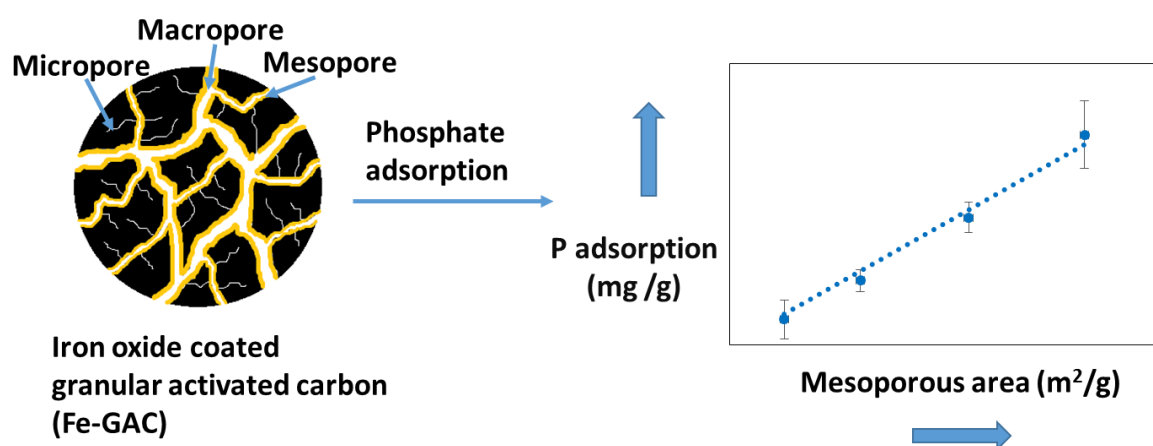 Macropore
Micropore
Mesopore
Phosphate
adsorption
Iron oxide coated
granular activated carbon
(Fe-GAC)
P adsorption
(mg /g)
Mesoporous area (m²/g)